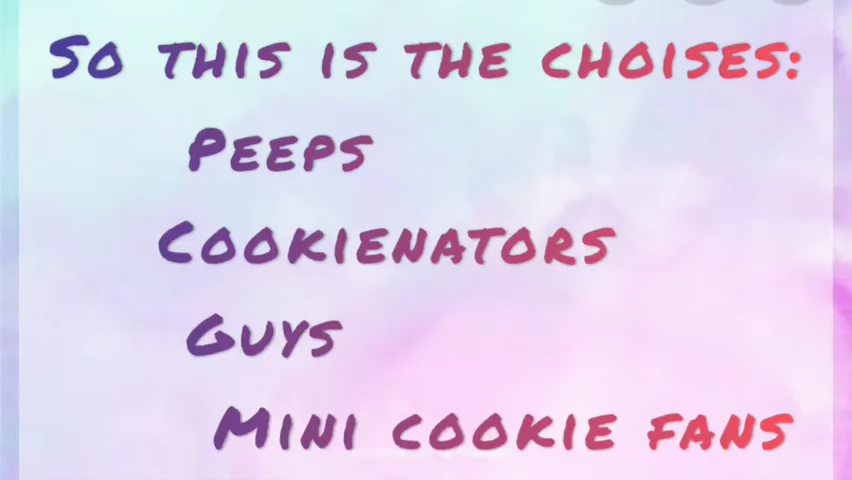 So this is the choises:
Peeps
Cookienators
Guys
Mini cookie fans